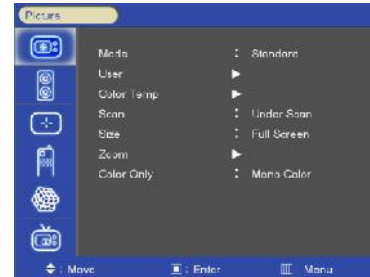 Picture
Mode : Standard
User ▶
Color Temp ▶
Scan : Under Scan
Size : Full Screen
Zoom ▶
Color Only : Mono Color
: Move : Enter Menu